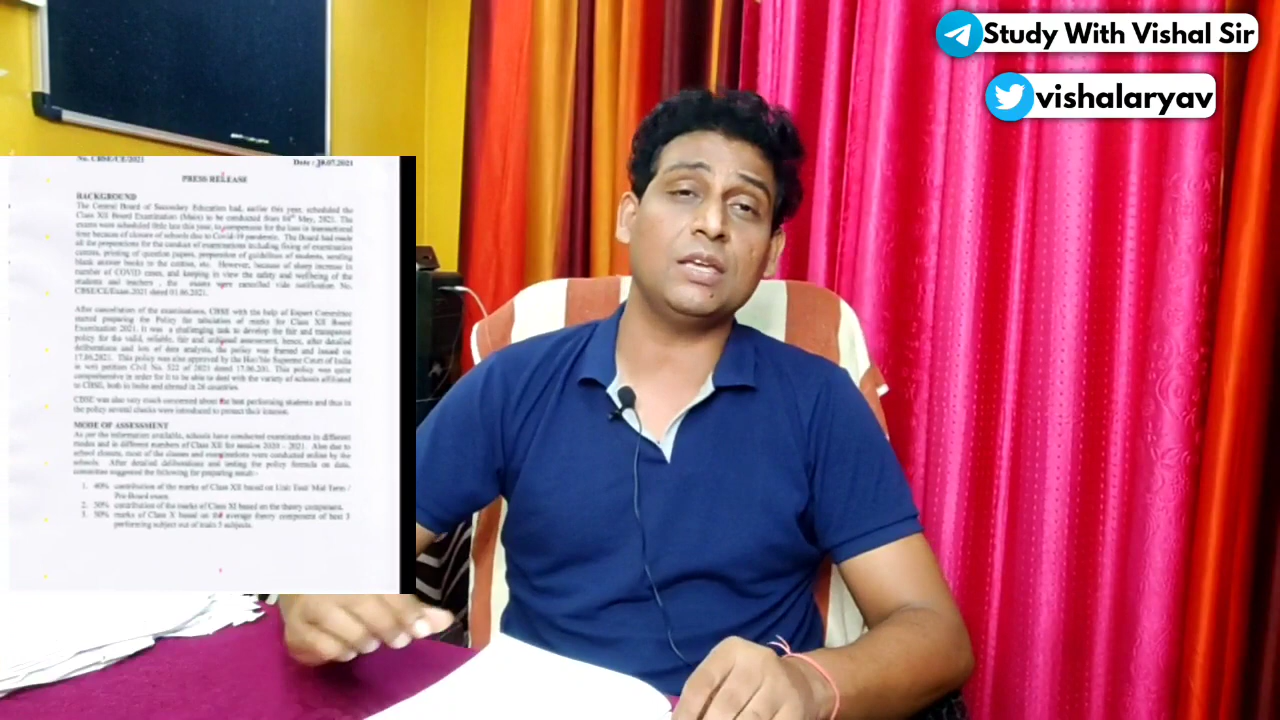 Study With Vishal Sir
vishalaryav
No. CBSE/CE/2021
Date : .07.2021
PRESS RELEASE
BACKGROUND
The Central Board of Secondary Education had, earlier this year, scheduled the
Class XII Board Examination (Main) to be conducted from 04th May, 2021. The
exams were scheduled little late this year, to compensate for the loss in
time because of closure of schools due to Covid-19 pandemic. The Board had made
all the preparations for the conduct of examinations including fixing of examination
centres, printing of question papers, preparation of guidelines of students, sending
blank answer books to the centres, etc. However, because of sharp increase in
number of COVID cases, and keeping in view the safety and wellbeing of the
students and teachers , the exams were cancelled vide notification No.
CBSE/CE/Exam.2021 dated 01.06.2021.
After cancellation of the examinations, CBSE with the help of Expert Committee
started preparing the Policy for tabulation of marks for Class XII Board
Examination 2021. It was a challenging task to develop the fair and transparent
policy for the valid, reliable, fair and assessment, hence, after detailed
deliberations and lots of data analysis, the policy was framed and issued on
17.06.2021. This policy was also approved by the Hon'ble Supreme Court of India
in writ petition Civil No. 522 of 2021 dated 17.06.201. This policy was quite
comprehensive in order for it to be able to deal with the variety of schools affiliated
to CBSE, both in India and abroad in 26 countries.
CBSE was also very much concerned about the best performing students and thus in
the policy several checks were introduced to protect their interest.
MODE OF ASSESSMENT
As per the information available, schools have conducted examinations in different
modes and in different numbers of Class XII for session 2020 – 2021. Also due to
school closure, most of the classes and examinations were conducted online by the
schools. After detailed deliberations and testing the policy formula on data,
committee suggested the following for preparing result:-
1. 40% contribution of the marks of Class XII based on Unit Test/ Mid Term /
Pre-Board exam.
2. 30% contribution of the marks of Class XI based on the theory component.
3. 30% marks of Class X based on the average theory component of best 3
performing subject out of main 5 subjects.